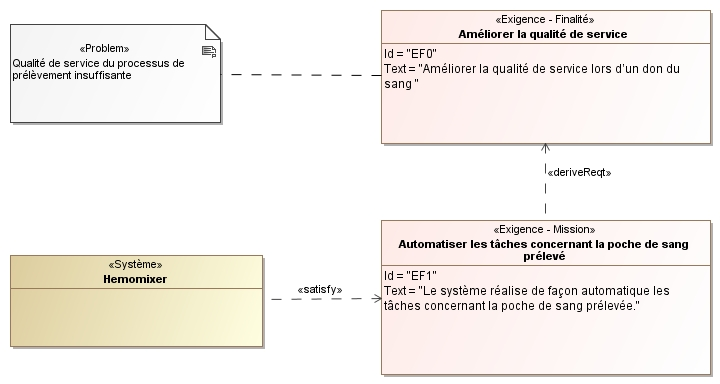 «Problem»
Qualité de service du processus de
prélèvement insuffisante
«Exigence - Finalité»
Améliorer la qualité de service
Id = "EF0"
Text = "Améliorer la qualité de service lors d'un don du
sang "
«deriveReqt»
«Exigence - Mission»
Automatiser les tâches concernant la poche de sang
prélevé
Id = "EF1"
Text = "Le système réalise de façon automatique les
tâches concernant la poche de sang prélevée."
«Système»
Hemomixer
«satisfy»